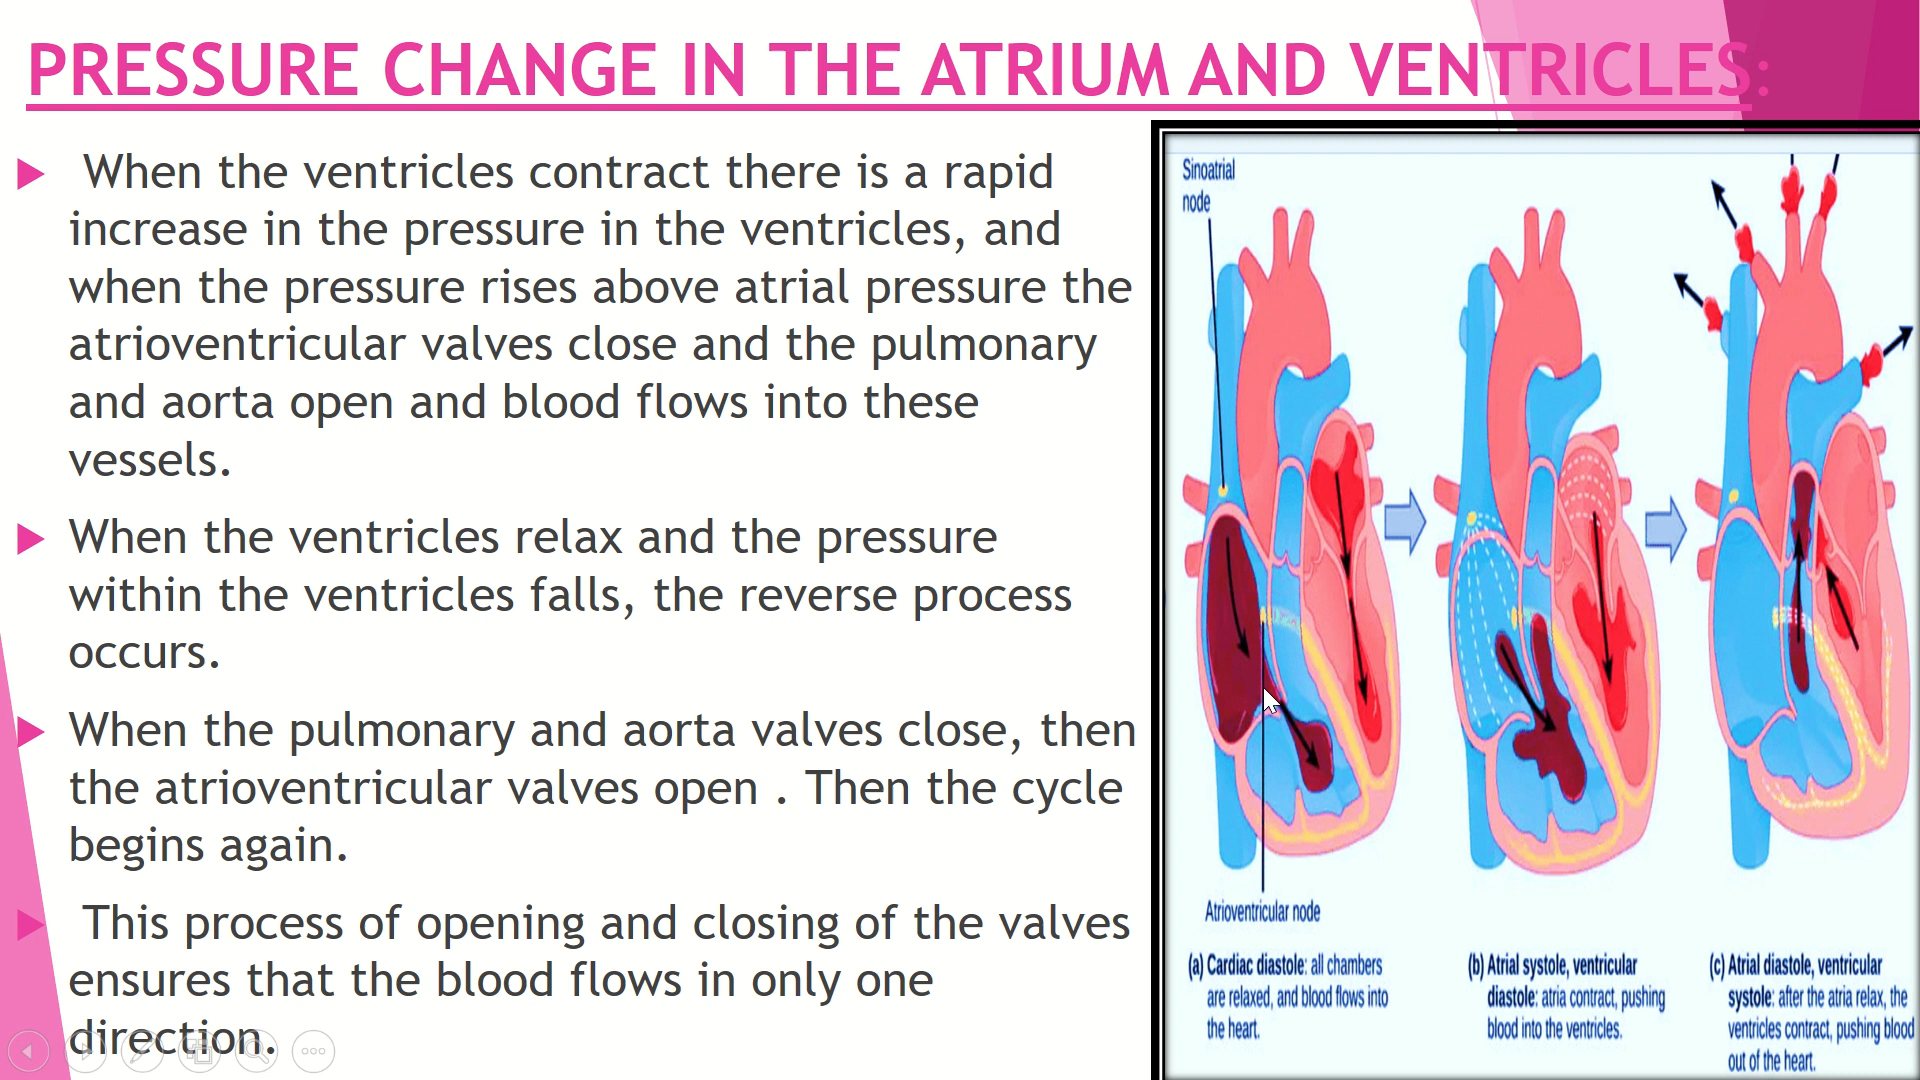 PRESSURE CHANGE IN THE ATRIUM AND VENTRICLES:
When the ventricles contract there is a rapid
increase in the pressure in the ventricles, and
when the pressure rises above atrial pressure the
atrioventricular valves close and the pulmonary
and aorta open and blood flows into these
vessels.
When the ventricles relax and the pressure
within the ventricles falls, the reverse process
occurs.
When the pulmonary and aorta valves close, then
the atrioventricular valves open . Then the cycle
begins again.
This process of opening and closing of the valves
ensures that the blood flows in only one
direction.
Sinoatrial
node
Atrioventricular node
(a) Cardiac diastole: all chambers
are relaxed, and blood flows into
the heart.
(b) Atrial systole, ventricular
diastole: atria contract, pushing
blood into the ventricles.
(c) Atrial diastole, ventricular
systole: after the atria relax, the
ventricles contract, pushing blood
out of the heart.